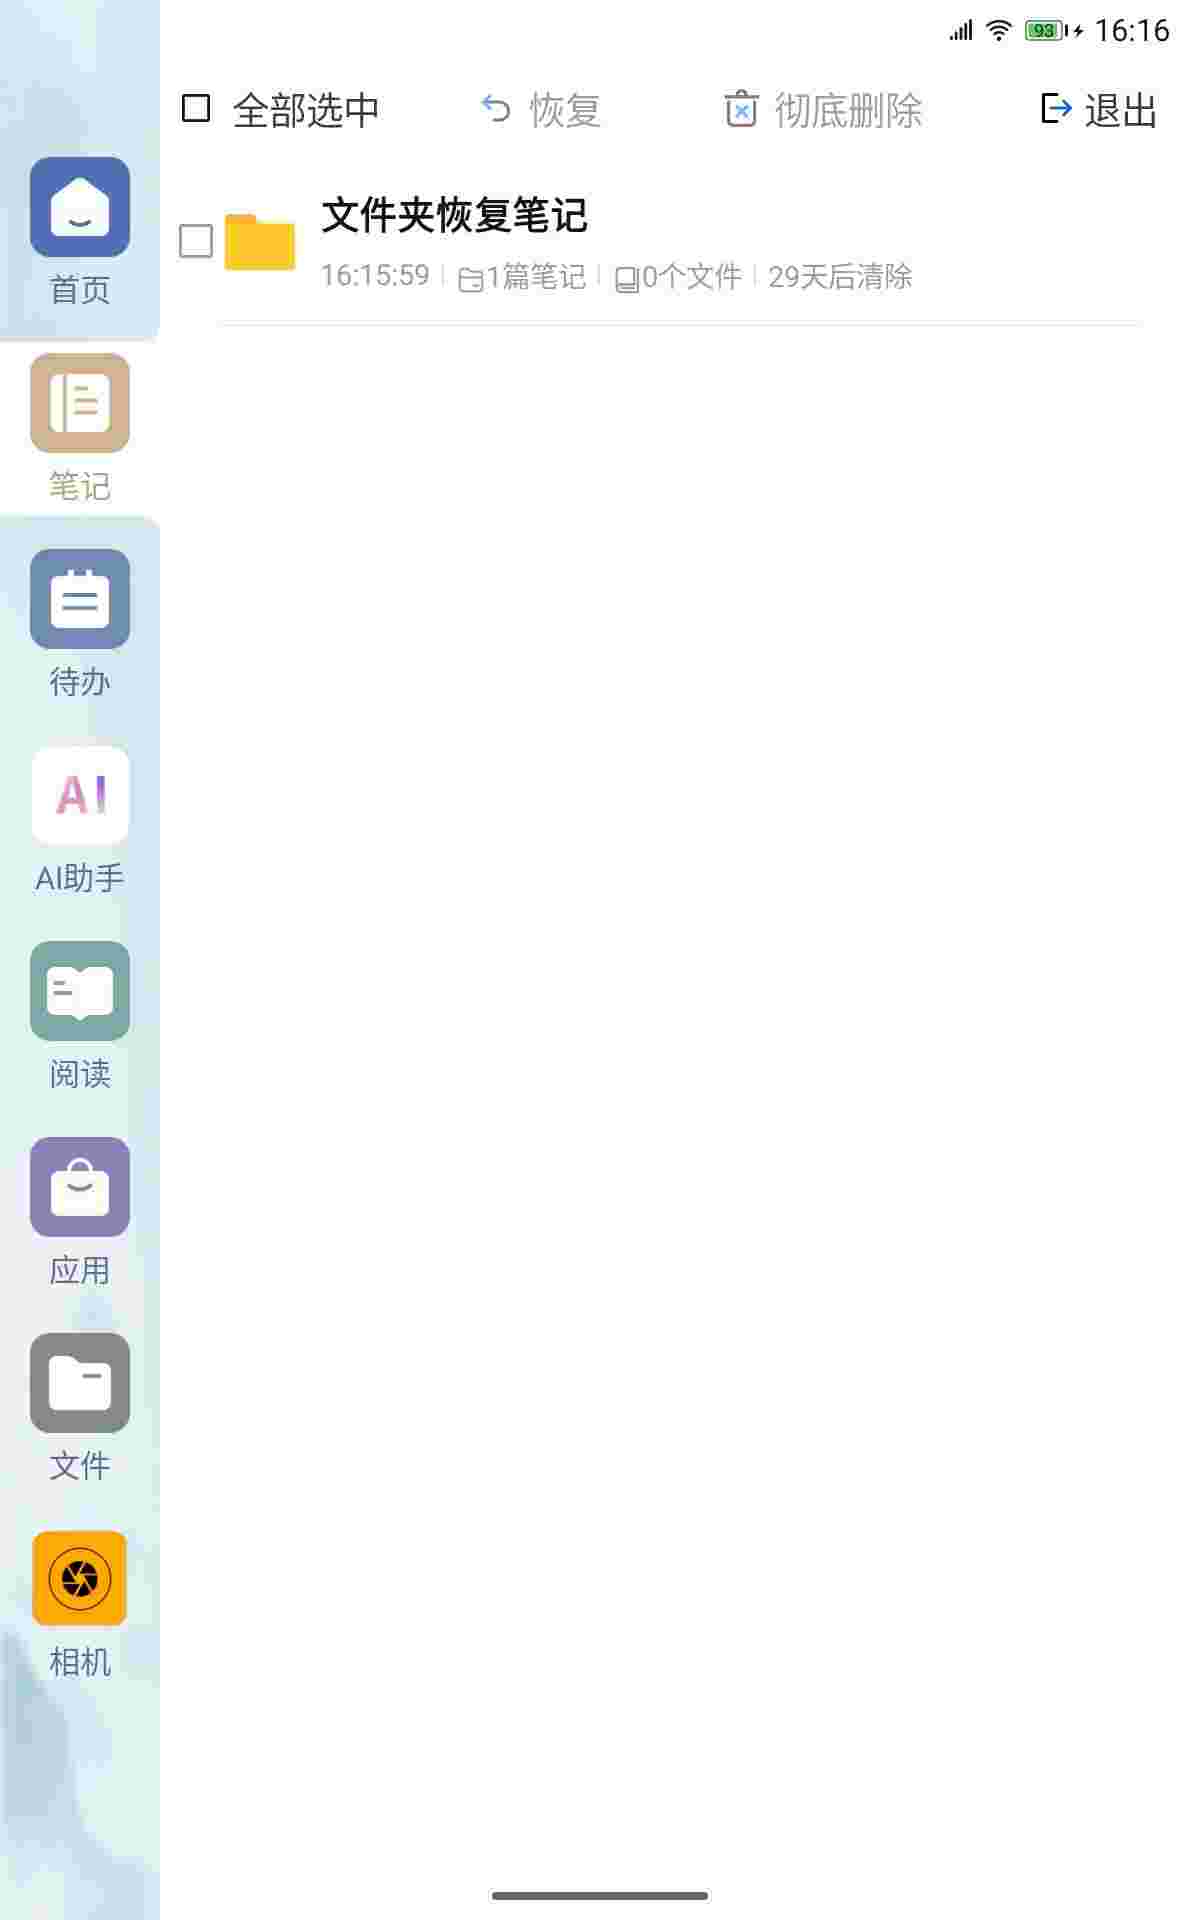 93 16:16
全部选中 恢复 彻底删除 退出
文件夹恢复笔记
16:15:59 1篇笔记 0个文件 29天后清除
首页
笔记
待办
AI
AI助手
阅读
应用
文件
相机